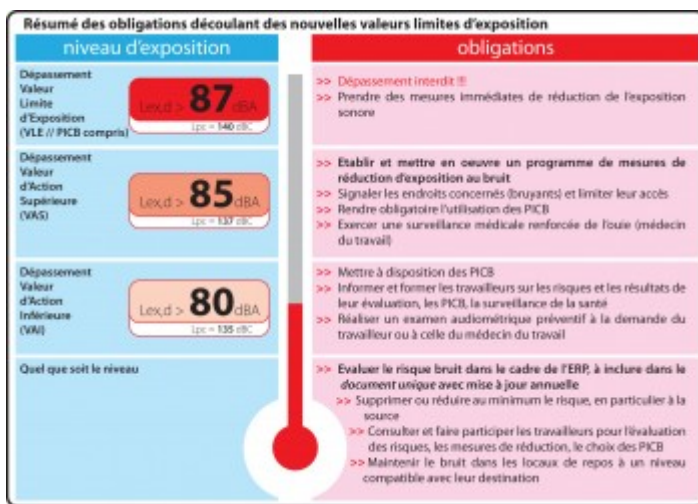 Résumé des obligations découlant des nouvelles valeurs limites d'exposition
niveau d'exposition
obligations
Dépassement
Valeur
Limite
d'Exposition
(VLE // PICB compris)
Lex,d > 87 dBA
Lpc = 140 dBC
>> Dépassement interdit !!!
>> Prendre des mesures immédiates de réduction de l'exposition
sonore
Dépassement
Valeur
d'Action
Supérieure
(VAS)
Lex,d > 85 dBA
Lpc = 137 dBC
>> Etablir et mettre en oeuvre un programme de mesures de
réduction d'exposition au bruit
>> Signaler les endroits concernés (bruyants) et limiter leur accès
>> Rendre obligatoire l'utilisation des PICB
>> Exercer une surveillance médicale renforcée de l'ouie (médecin
du travail)
Dépassement
Valeur
d'Action
Inférieure
(VAI)
Lex,d > 80 dBA
Lpc = 135 dBC
>> Mettre à disposition des PICB
>> Informer et former les travailleurs sur les risques et les résultats de
leur évaluation, les PICB, la surveillance de la santé
>> Réaliser un examen audiométrique préventif à la demande du
travailleur ou à celle du médecin du travail
Quel que soit le niveau
>> Evaluer le risque bruit dans le cadre de l'ERP, à inclure dans le
document unique avec mise à jour annuelle
>> Supprimer ou réduire au minimum le risque, en particulier à la
source
>> Consulter et faire participer les travailleurs pour l'évaluation
des risques, les mesures de réduction, le choix des PICB
>> Maintenir le bruit dans les locaux de repos à un niveau
compatible avec leur destination